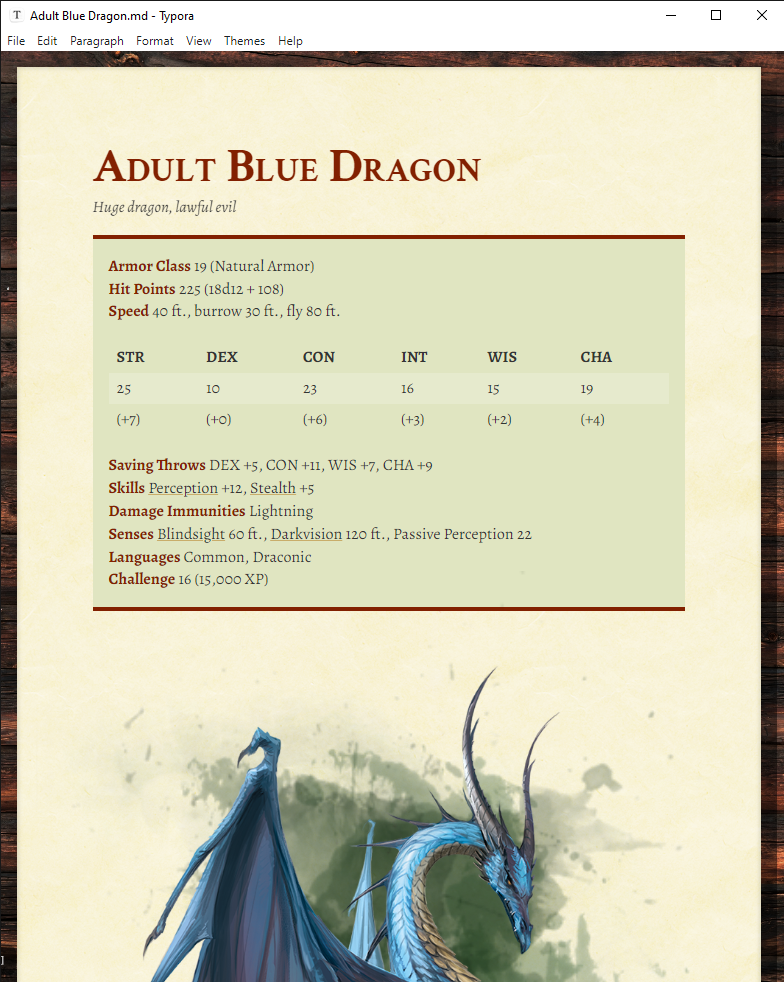 T Adult Blue Dragon.md - Typora
File Edit Paragraph Format View Themes Help
Adult Blue Dragon
Huge dragon, lawful evil
Armor Class 19 (Natural Armor)
Hit Points 225 (18d12 + 108)
Speed 40 ft., burrow 30 ft., fly 80 ft.
STR DEX CON INT WIS CHA
25 10 23 16 15 19
(+7) (+0) (+6) (+3) (+2) (+4)
Saving Throws DEX +5, CON +11, WIS +7, CHA +9
Skills Perception +12, Stealth +5
Damage Immunities Lightning
Senses Blindsight 60 ft., Darkvision 120 ft., Passive Perception 22
Languages Common, Draconic
Challenge 16 (15,000 XP)
]